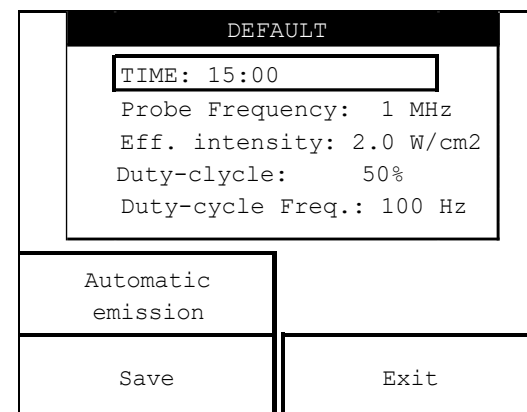 DEFAULT
TIME: 15:00
Probe Frequency: 1 MHz
Eff. intensity: 2.0 W/cm2
Duty-clycle: 50%
Duty-cycle Freq.: 100 Hz
Automatic
emission
Save
Exit